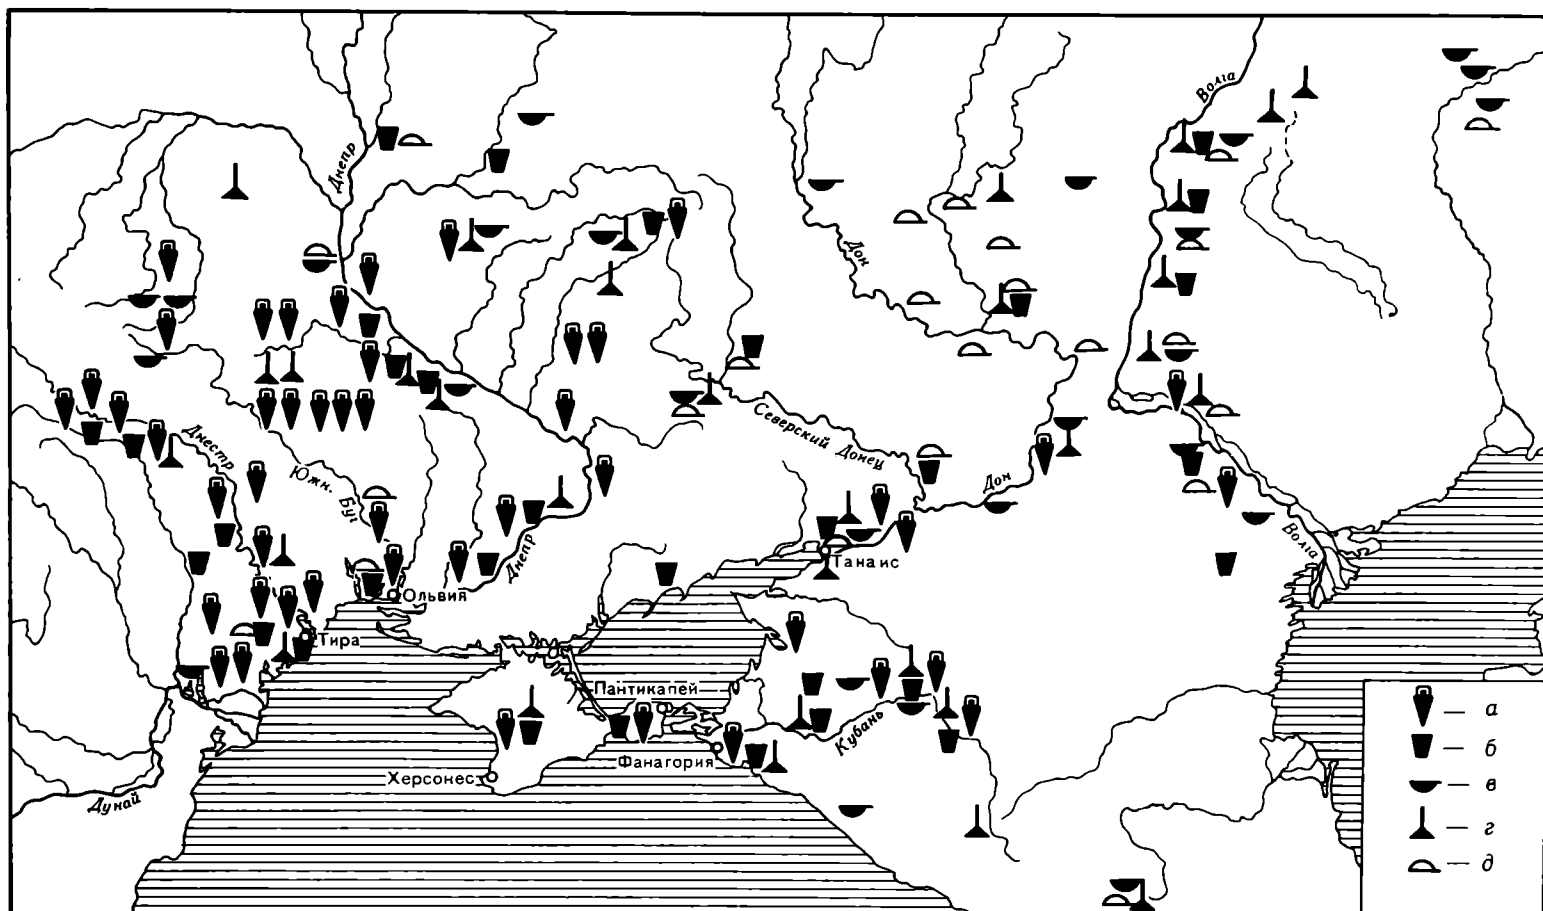 Волга
Днепр
Дон
Днестр
Южн. Буг
Северский Донец
Дон
Днепр
Волга
Танаис
Ольвия
Тира
Пантикапей
Кубань
Фанагория
Херсонес
Дунай
— а
— б
— в
— г
— д